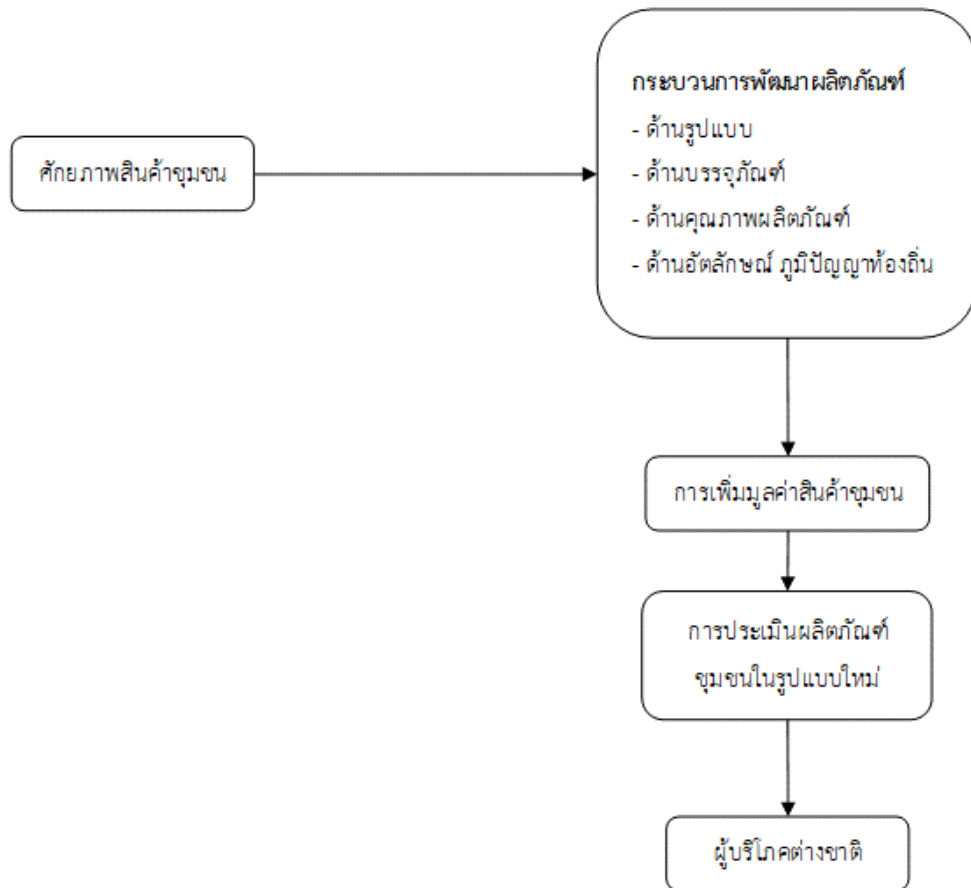 กระบวนการพัฒนาผลิตภัณฑ์
- ด้านรูปแบบ
- ด้านบรรจุภัณฑ์
- ด้านคุณภาพผลิตภัณฑ์
- ด้านอัตลักษณ์ ภูมิปัญญาท้องถิ่น
ศักยภาพสินค้าชุมชน
การเพิ่มมูลค่าสินค้าชุมชน
การประเมินผลิตภัณฑ์
ชุมชนในรูปแบบใหม่
ผู้บริโภคต่างชาติ